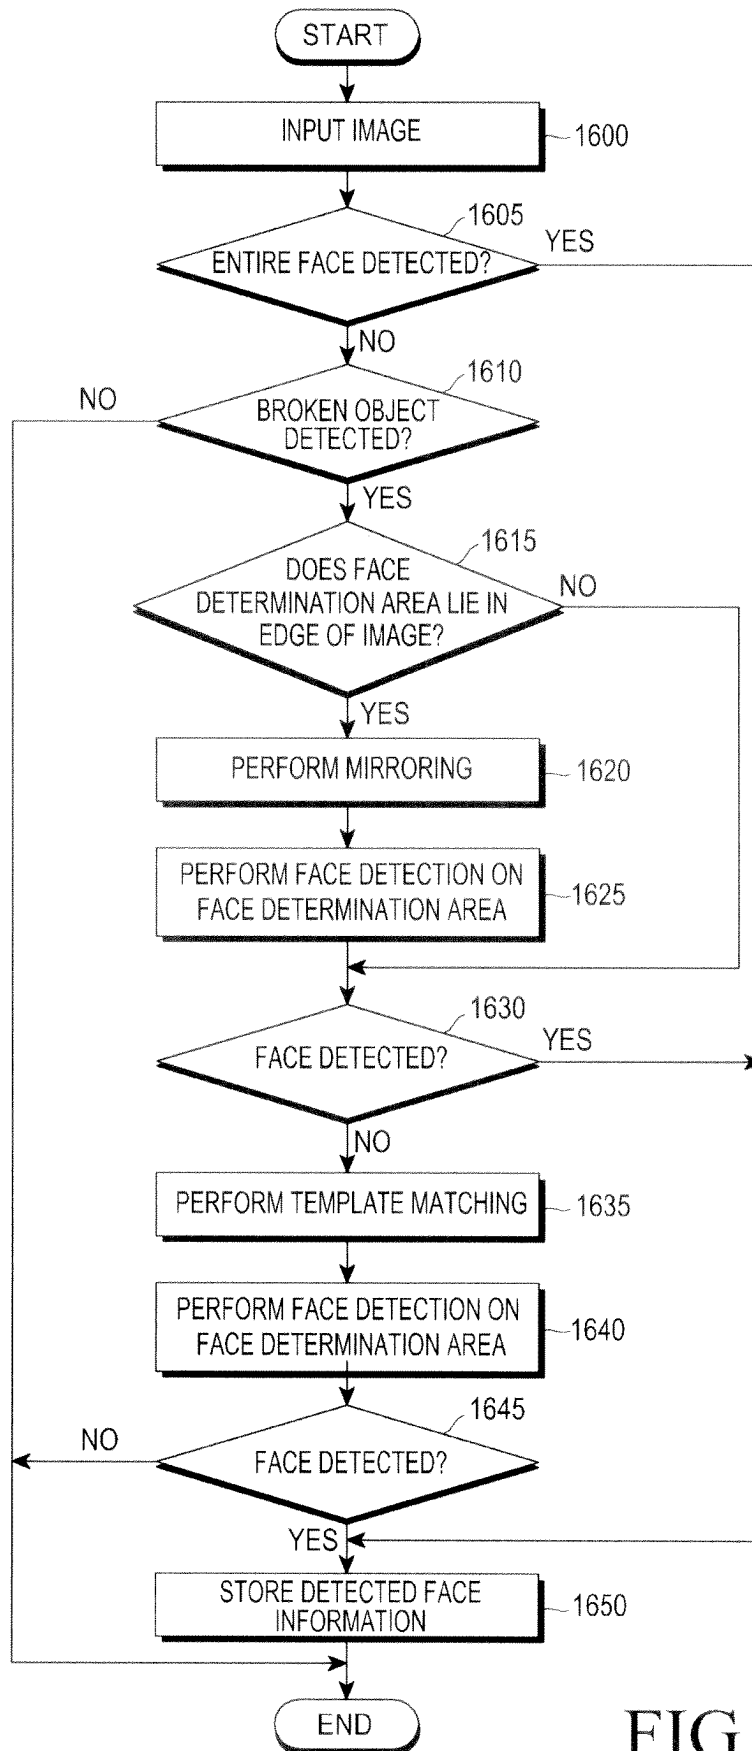 START
INPUT IMAGE
1600
1605
YES
ENTIRE FACE DETECTED?
NO
1610
NO
BROKEN OBJECT
DETECTED?
YES
1615
DOES FACE
DETERMINATION AREA LIE IN
EDGE OF IMAGE?
NO
YES
PERFORM MIRRORING
1620
PERFORM FACE DETECTION ON
FACE DETERMINATION AREA
1625
1630
FACE DETECTED?
YES
NO
PERFORM TEMPLATE MATCHING
1635
PERFORM FACE DETECTION ON
FACE DETERMINATION AREA
1640
1645
NO
FACE DETECTED?
YES
STORE DETECTED FACE
INFORMATION
1650
END
FIG